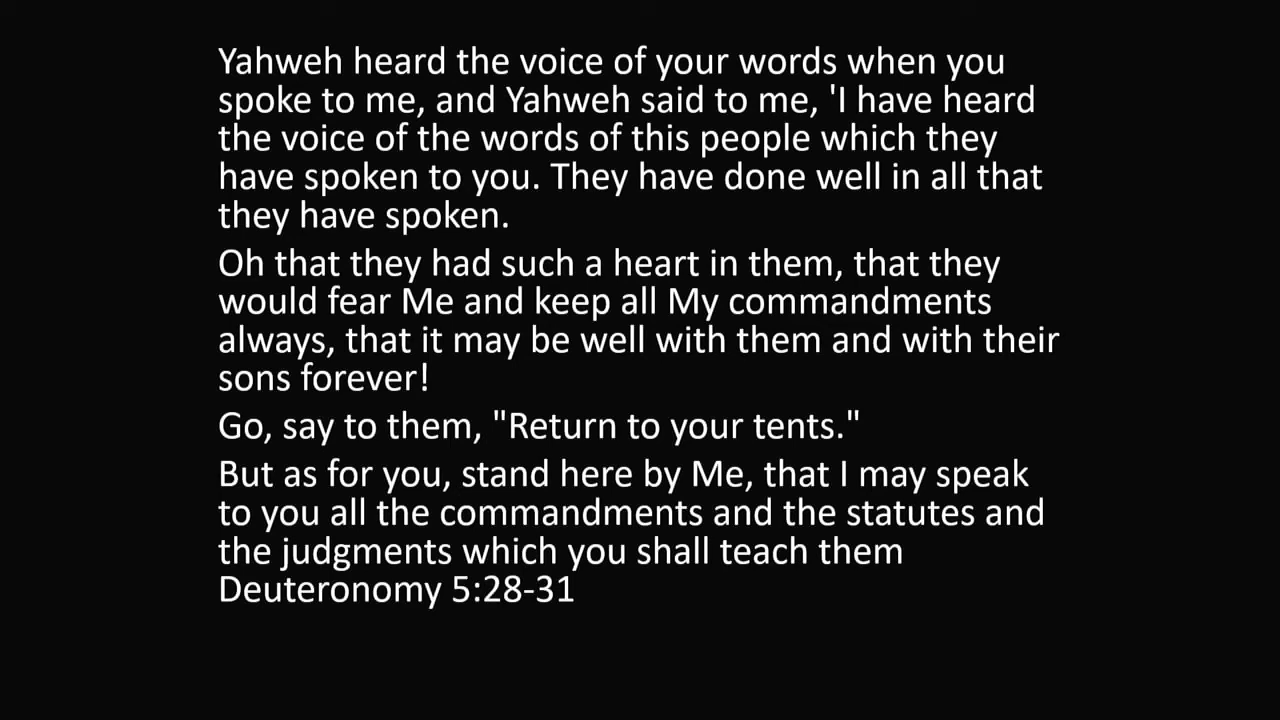 Yahweh heard the voice of your words when you
spoke to me, and Yahweh said to me, 'I have heard
the voice of the words of this people which they
have spoken to you. They have done well in all that
they have spoken.
Oh that they had such a heart in them, that they
would fear Me and keep all My commandments
always, that it may be well with them and with their
sons forever!
Go, say to them, "Return to your tents."
But as for you, stand here by Me, that I may speak
to you all the commandments and the statutes and
the judgments which you shall teach them
Deuteronomy 5:28-31